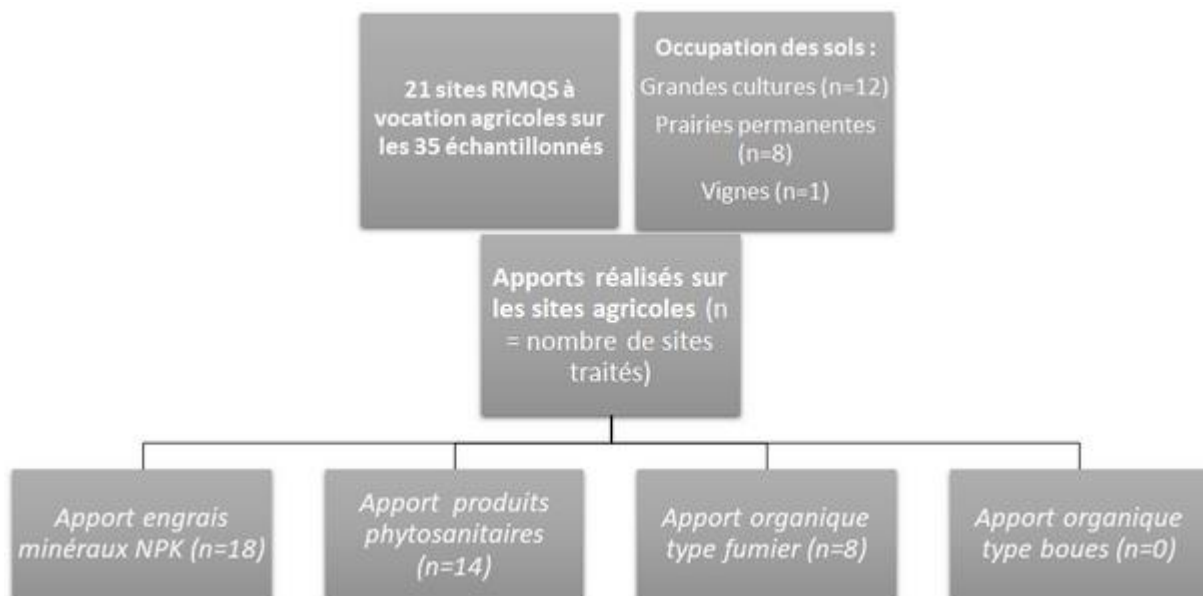 21 sites RMQS à
vocation agricoles sur
les 35 échantillonnés
Occupation des sols :
Grandes cultures (n=12)
Prairies permanentes
(n=8)
Vignes (n=1)
Apports réalisés sur
les sites agricoles (n
= nombre de sites
traités)
Apport engrais
minéraux NPK (n=18)
Apport produits
phytosanitaires
(n=14)
Apport organique
type fumier (n=8)
Apport organique
type boues (n=0)